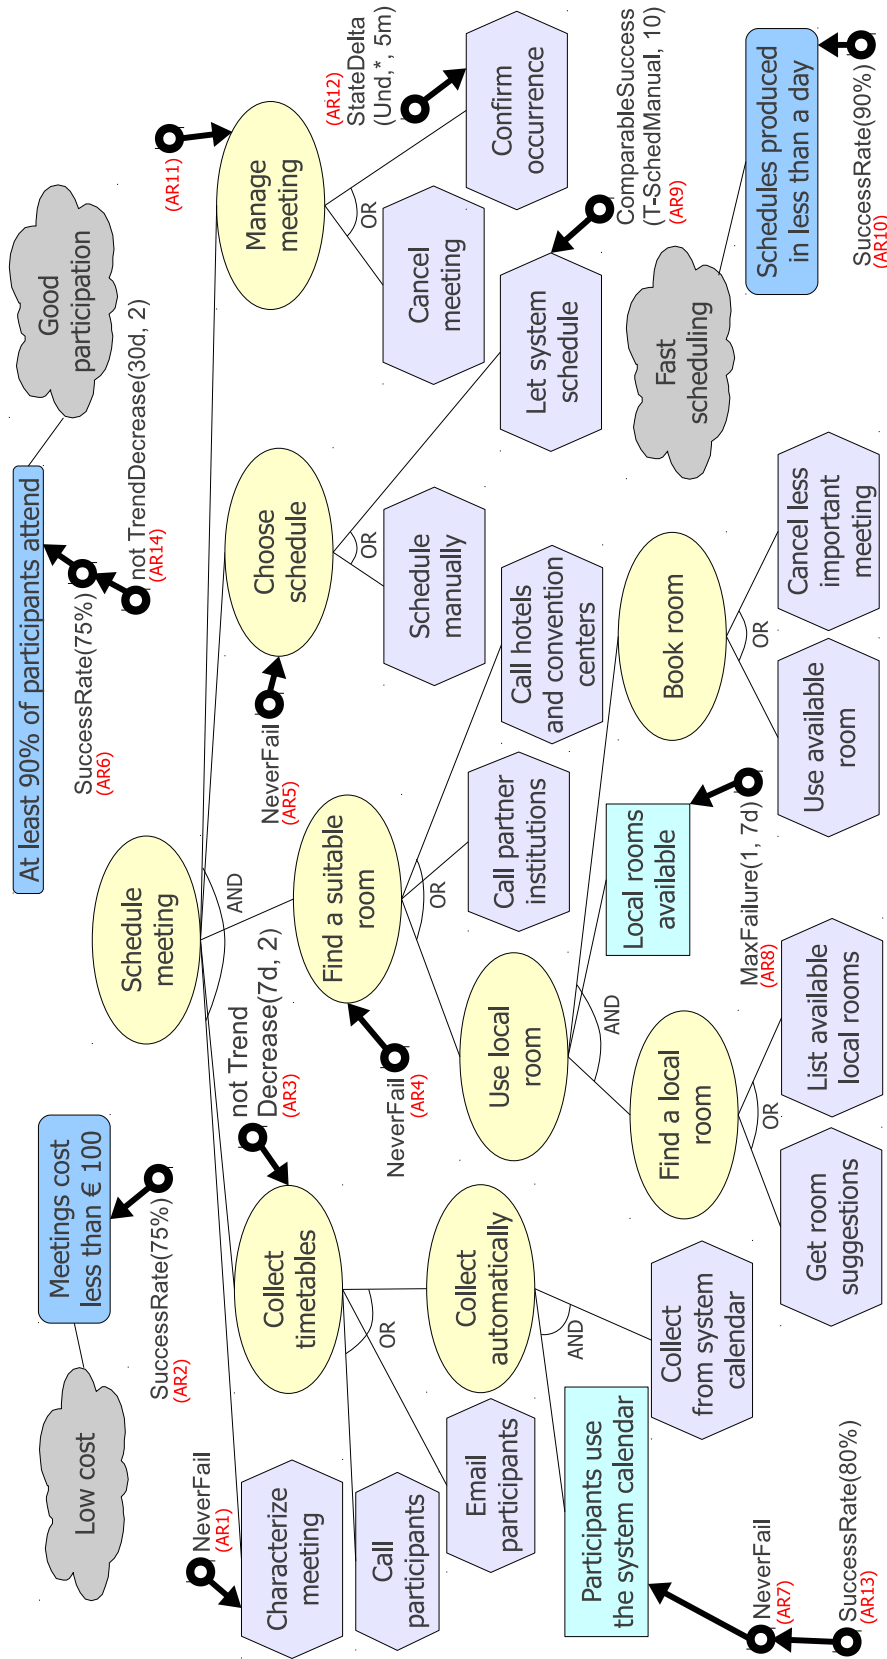 Low cost
Meetings cost
less than € 100
SuccessRate(75%)
(AR2)
At least 90% of participants attend
Good
participation
SuccessRate(75%)
(AR6)
not TrendDecrease(30d, 2)
(AR14)
Schedule
meeting
AND
NeverFail
(AR1)
Characterize
meeting
not Trend
Decrease(7d, 2)
(AR3)
Collect
timetables
OR
Call
participants
Email
participants
Collect
automatically
AND
Participants use
the system calendar
Collect
from system
calendar
NeverFail
(AR7)
SuccessRate(80%)
(AR13)
Find a suitable
room
NeverFail
(AR4)
OR
Use local
room
Call partner
institutions
Call hotels
and convention
centers
AND
Find a local
room
OR
Get room
suggestions
List available
local rooms
Local rooms
available
MaxFailure(1, 7d)
(AR8)
Book room
OR
Use available
room
Cancel less
important
meeting
NeverFail
(AR5)
Choose
schedule
OR
Schedule
manually
Let system
schedule
ComparableSuccess
(T-SchedManual, 10)
(AR9)
(AR11)
Manage
meeting
OR
Cancel
meeting
Confirm
occurrence
(AR12)
StateDelta
(Und,*, 5m)
Fast
scheduling
Schedules produced
in less than a day
SuccessRate(90%)
(AR10)